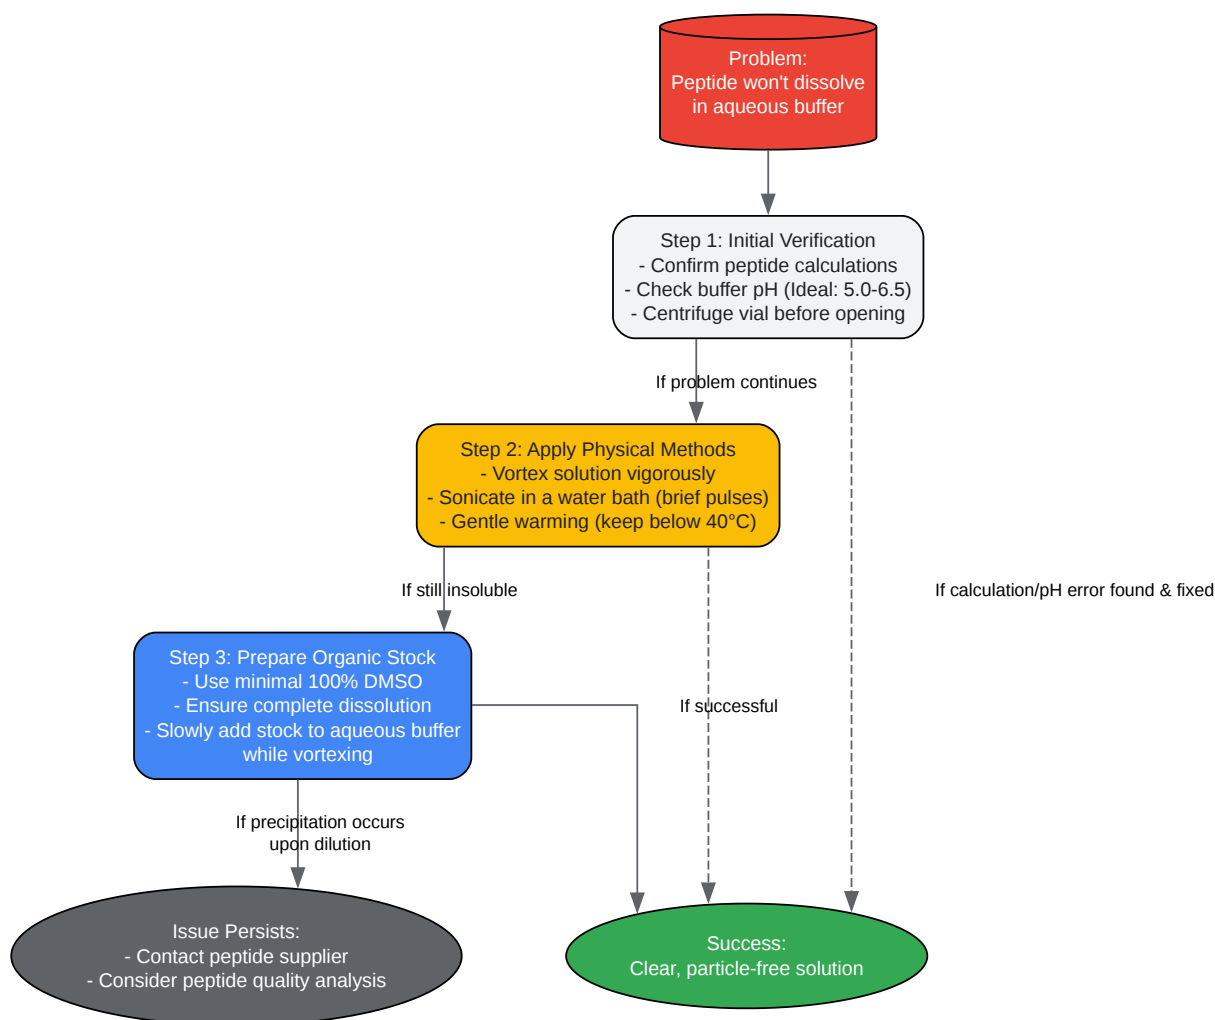 Problem:
Peptide won't dissolve
in aqueous buffer
Step 1: Initial Verification
- Confirm peptide calculations
- Check buffer pH (Ideal: 5.0-6.5)
- Centrifuge vial before opening
If problem continues
Step 2: Apply Physical Methods
- Vortex solution vigorously
- Sonicate in a water bath (brief pulses)
- Gentle warming (keep below 40°C)
If still insoluble
If calculation/pH error found & fixed
Step 3: Prepare Organic Stock
- Use minimal 100% DMSO
- Ensure complete dissolution
- Slowly add stock to aqueous buffer
while vortexing
If successful
If precipitation occurs
upon dilution
Issue Persists:
- Contact peptide supplier
- Consider peptide quality analysis
Success:
Clear, particle-free solution